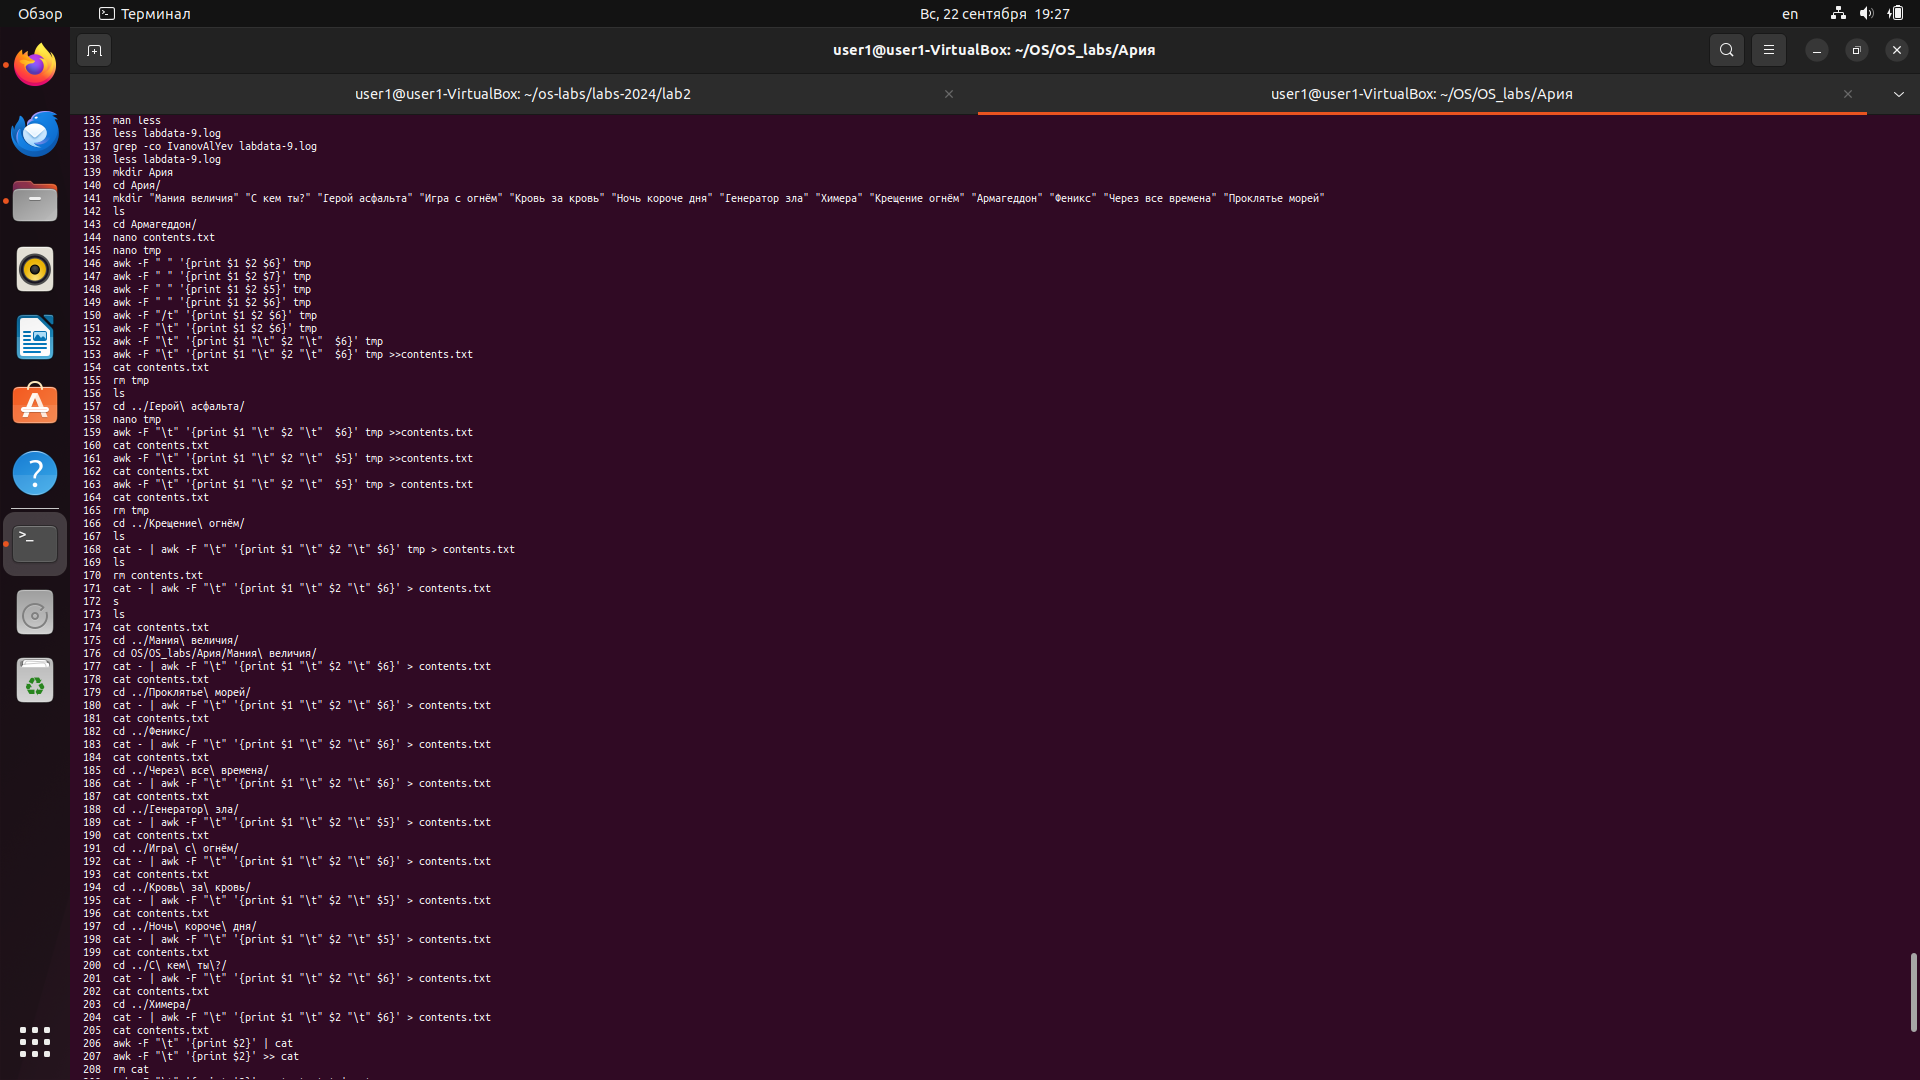 Обзор
Терминал
Вс, 22 сентября 19:27
en
user1@user1-VirtualBox: ~/OS/OS_labs/Ария
user1@user1-VirtualBox: ~/os-labs/labs-2024/lab2
user1@user1-VirtualBox: ~/OS/OS_labs/Ария
135 man less
136 less labdata-9.log
137 grep -co IvanovAlYev labdata-9.log
138 less labdata-9.log
139 mkdir Ария
140 cd Ария/
141 mkdir "Мания величия" "С кем ты?" "Герой асфальта" "Игра с огнём" "Кровь за кровь" "Ночь короче дня" "Генератор зла" "Химера" "Крещение огнём" "Армагеддон" "Феникс" "Через все времена" "Проклятье морей"
142 ls
143 cd Армагеддон/
144 nano contents.txt
145 nano tmp
146 awk -F " " '{print $1 $2 $6}' tmp
147 awk -F " " '{print $1 $2 $7}' tmp
148 awk -F " " '{print $1 $2 $5}' tmp
149 awk -F " " '{print $1 $2 $6}' tmp
150 awk -F "/t" '{print $1 $2 $6}' tmp
151 awk -F "\t" '{print $1 $2 $6}' tmp
152 awk -F "\t" '{print $1 "\t" $2 "\t"  $6}' tmp
153 awk -F "\t" '{print $1 "\t" $2 "\t"  $6}' tmp >>contents.txt
154 cat contents.txt
155 rm tmp
156 ls
157 cd ../Герой\ асфальта/
158 nano tmp
159 awk -F "\t" '{print $1 "\t" $2 "\t"  $6}' tmp >>contents.txt
160 cat contents.txt
161 awk -F "\t" '{print $1 "\t" $2 "\t"  $5}' tmp >>contents.txt
162 cat contents.txt
163 awk -F "\t" '{print $1 "\t" $2 "\t"  $5}' tmp > contents.txt
164 cat contents.txt
165 rm tmp
166 cd ../Крещение\ огнём/
167 ls
168 cat - | awk -F "\t" '{print $1 "\t" $2 "\t" $6}' tmp > contents.txt
169 ls
170 rm contents.txt
171 cat - | awk -F "\t" '{print $1 "\t" $2 "\t" $6}' > contents.txt
172 s
173 ls
174 cat contents.txt
175 cd ../Мания\ величия/
176 cd OS/OS_labs/Ария/Мания\ величия/
177 cat - | awk -F "\t" '{print $1 "\t" $2 "\t" $6}' > contents.txt
178 cat contents.txt
179 cd ../Проклятье\ морей/
180 cat - | awk -F "\t" '{print $1 "\t" $2 "\t" $6}' > contents.txt
181 cat contents.txt
182 cd ../Феникс/
183 cat - | awk -F "\t" '{print $1 "\t" $2 "\t" $6}' > contents.txt
184 cat contents.txt
185 cd ../Через\ все\ времена/
186 cat - | awk -F "\t" '{print $1 "\t" $2 "\t" $6}' > contents.txt
187 cat contents.txt
188 cd ../Генератор\ зла/
189 cat - | awk -F "\t" '{print $1 "\t" $2 "\t" $5}' > contents.txt
190 cat contents.txt
191 cd ../Игра\ с\ огнём/
192 cat - | awk -F "\t" '{print $1 "\t" $2 "\t" $6}' > contents.txt
193 cat contents.txt
194 cd ../Кровь\ за\ кровь/
195 cat - | awk -F "\t" '{print $1 "\t" $2 "\t" $5}' > contents.txt
196 cat contents.txt
197 cd ../Ночь\ короче\ дня/
198 cat - | awk -F "\t" '{print $1 "\t" $2 "\t" $5}' > contents.txt
199 cat contents.txt
200 cd ../С\ кем\ ты\?/
201 cat - | awk -F "\t" '{print $1 "\t" $2 "\t" $6}' > contents.txt
202 cat contents.txt
203 cd ../Химера/
204 cat - | awk -F "\t" '{print $1 "\t" $2 "\t" $6}' > contents.txt
205 cat contents.txt
206 awk -F "\t" '{print $2}' | cat
207 awk -F "\t" '{print $2}' >> cat
208 rm cat